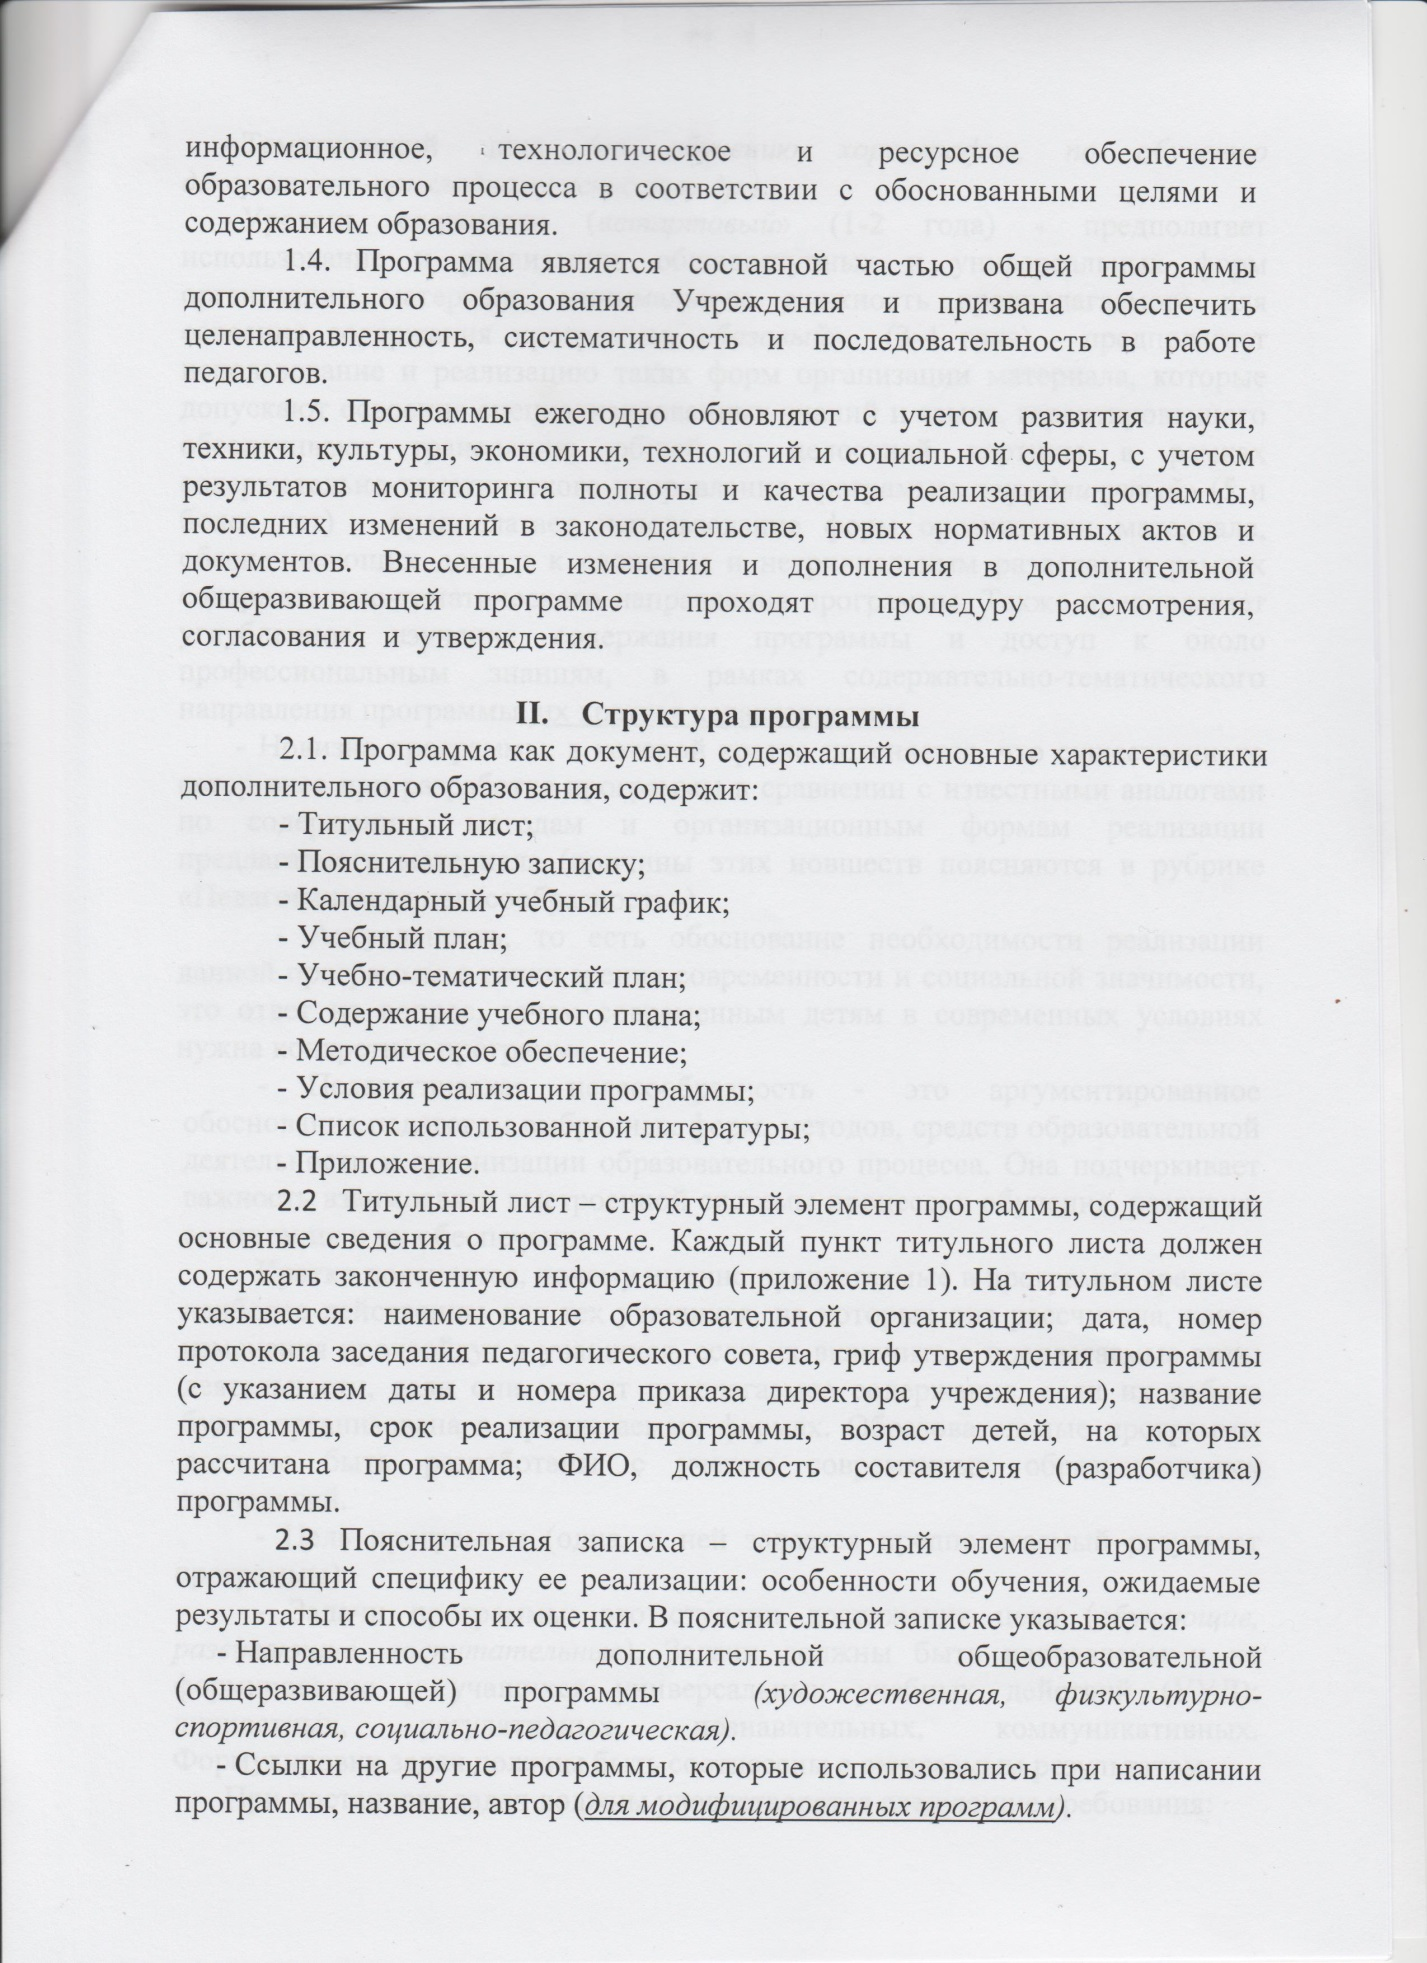 информационное, технологическое и ресурсное обеспечение
образовательного процесса в соответствии с обоснованными целями и
содержанием образования.
1.4. Программа является составной частью общей программы
дополнительного образования Учреждения и призвана обеспечить
целенаправленность, систематичность и последовательность в работе
педагогов.
1.5. Программы ежегодно обновляют с учетом развития науки,
техники, культуры, экономики, технологий и социальной сферы, с учетом
результатов мониторинга полноты и качества реализации программы,
последних изменений в законодательстве, новых нормативных актов и
документов. Внесенные изменения и дополнения в дополнительной
общеразвивающей программе проходят процедуру рассмотрения,
согласования и утверждения.
II. Структура программы
2.1. Программа как документ, содержащий основные характеристики
дополнительного образования, содержит:
- Титульный лист;
- Пояснительную записку;
- Календарный учебный график;
- Учебный план;
- Учебно-тематический план;
- Содержание учебного плана;
- Методическое обеспечение;
- Условия реализации программы;
- Список использованной литературы;
- Приложение.
2.2 Титульный лист – структурный элемент программы, содержащий
основные сведения о программе. Каждый пункт титульного листа должен
содержать законченную информацию (приложение 1). На титульном листе
указывается: наименование образовательной организации; дата, номер
протокола заседания педагогического совета, гриф утверждения программы
(с указанием даты и номера приказа директора учреждения); название
программы, срок реализации программы, возраст детей, на которых
рассчитана программа; ФИО, должность составителя (разработчика)
программы.
2.3 Пояснительная записка – структурный элемент программы,
отражающий специфику ее реализации: особенности обучения, ожидаемые
результаты и способы их оценки. В пояснительной записке указывается:
- Направленность дополнительной общеобразовательной
(общеразвивающей) программы (художественная, физкультурно-
спортивная, социально-педагогическая).
- Ссылки на другие программы, которые использовались при написании
программы, название, автор (для модифицированных программ).